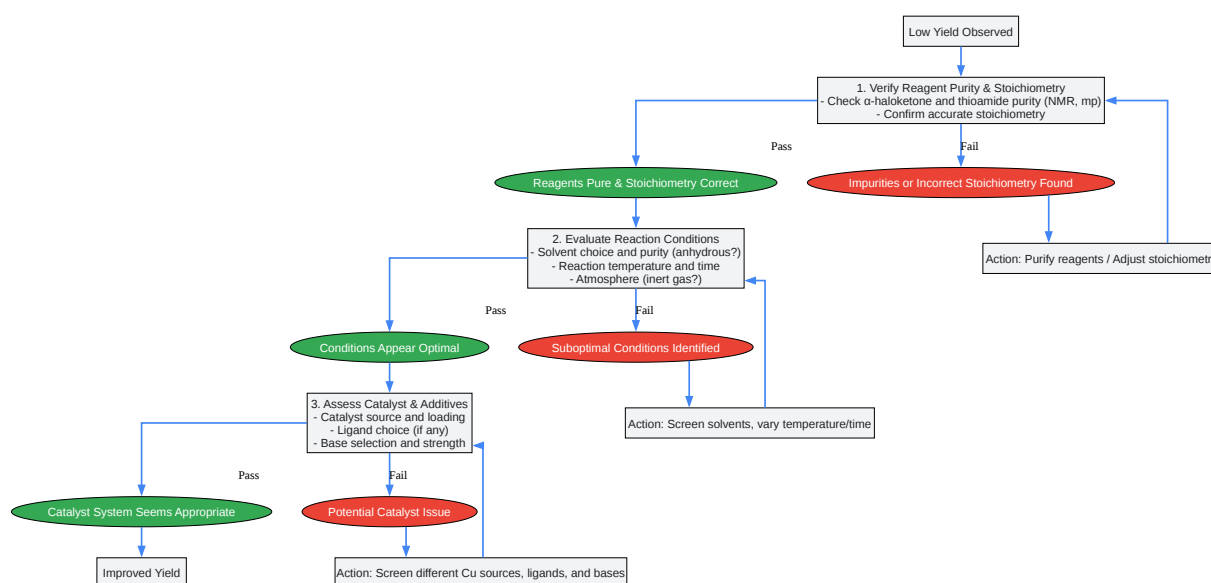 Low Yield Observed
1. Verify Reagent Purity & Stoichiometry
- Check α-haloketone and thioamide purity (NMR, mp)
- Confirm accurate stoichiometry
Pass
Fail
Reagents Pure & Stoichiometry Correct
Impurities or Incorrect Stoichiometry Found
2. Evaluate Reaction Conditions
- Solvent choice and purity (anhydrous?)
- Reaction temperature and time
- Atmosphere (inert gas?)
Action: Purify reagents / Adjust stoichiometr
Pass
Fail
Conditions Appear Optimal
Suboptimal Conditions Identified
3. Assess Catalyst & Additives
- Catalyst source and loading
- Ligand choice (if any)
- Base selection and strength
Action: Screen solvents, vary temperature/time
Pass
Fail
Catalyst System Seems Appropriate
Potential Catalyst Issue
Improved Yield
Action: Screen different Cu sources, ligands, and bases